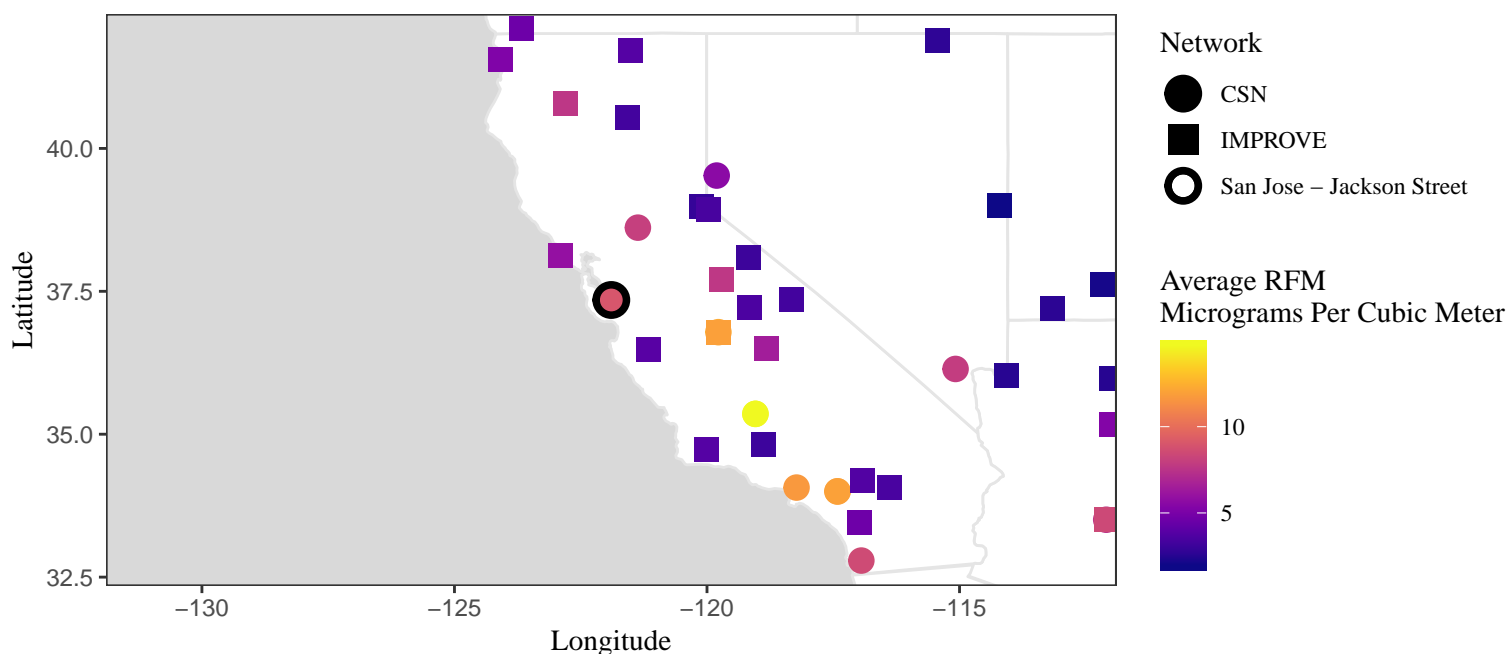 40.0
37.5
35.0
32.5
Latitude
−130
−125
−120
−115
Longitude
Network
CSN
IMPROVE
San Jose − Jackson Street
Average RFM
Micrograms Per Cubic Meter
10
5